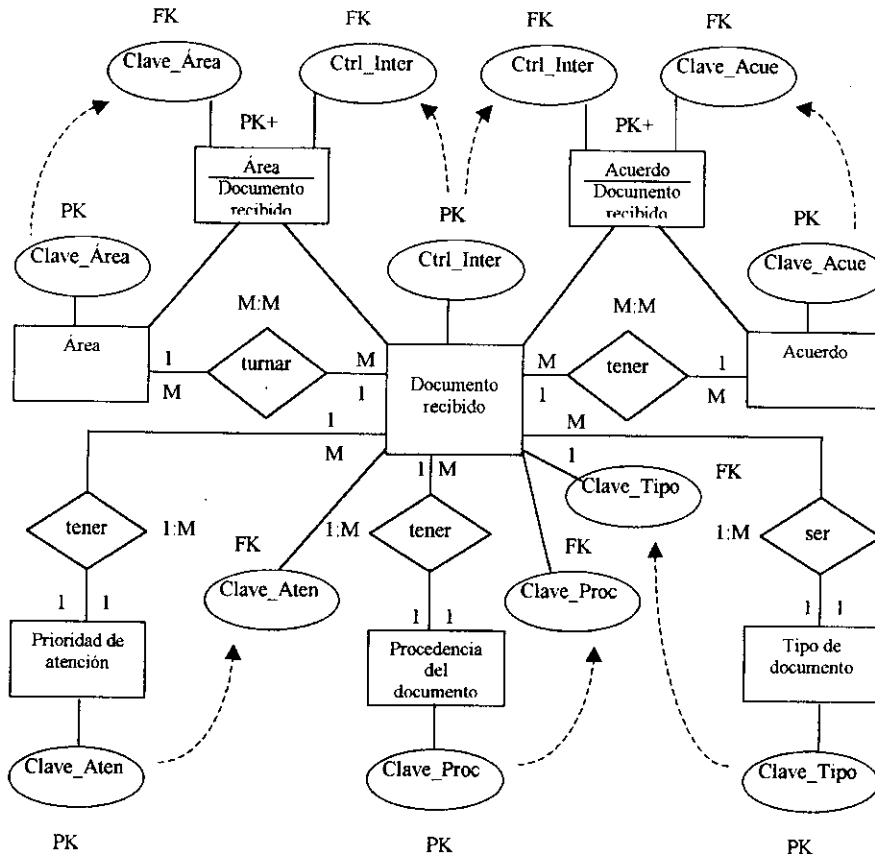 FK
FK
FK
FK
Clave_Área
Ctrl_Inter
Ctrl_Inter
Clave_Acue
PK+
PK+
Área
Documento
recibido
Acuerdo
Documento
recibido
PK
PK
PK
Clave_Área
Ctrl_Inter
Clave_Acue
M:M
M:M
Área
1
M
turnar
M
1
Documento
recibido
M
1
tener
1
M
Acuerdo
1
M
1 M
M
1
Clave_Tipo
FK
tener
1:M
FK
Clave_Aten
1:M
tener
FK
Clave_Proc
1:M
ser
1 1
1 1
1 1
Prioridad de
atención
Procedencia
del
documento
Tipo de
documento
Clave_Aten
Clave_Proc
Clave_Tipo
PK
PK
PK